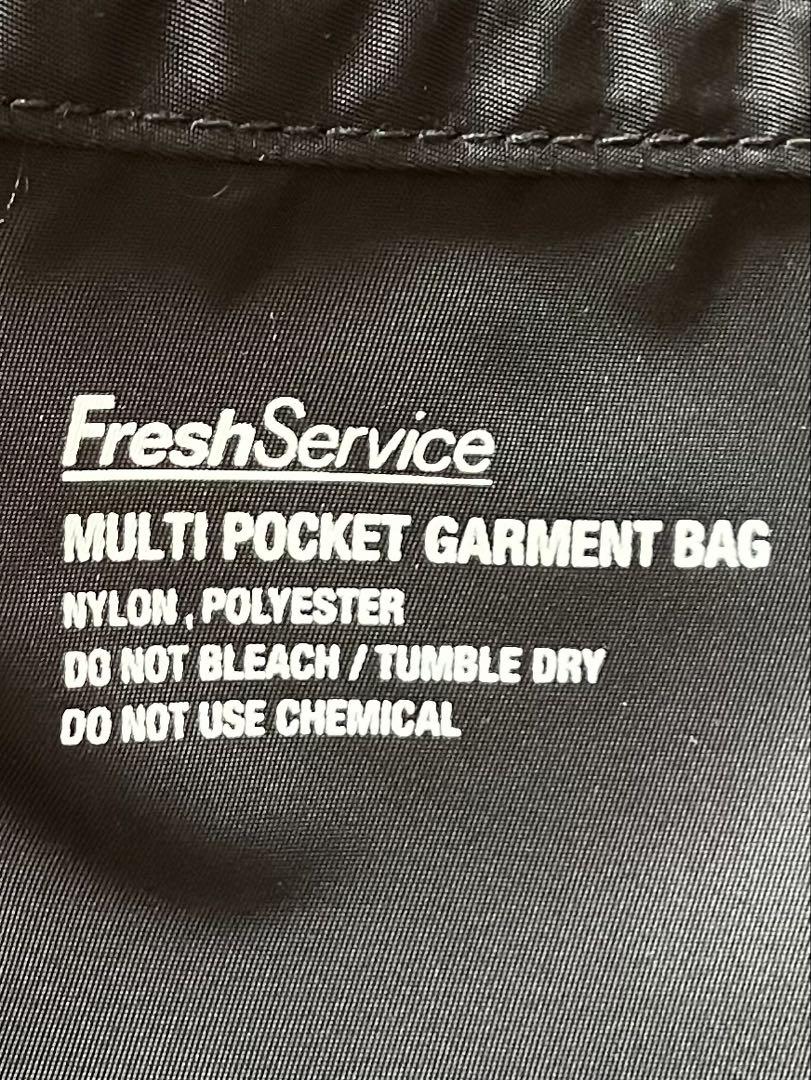 FreshService
MULTI POCKET GARMENT BAG
NYLON, POLYESTER
DO NOT BLEACH / TUMBLE DRY
DO NOT USE CHEMICAL